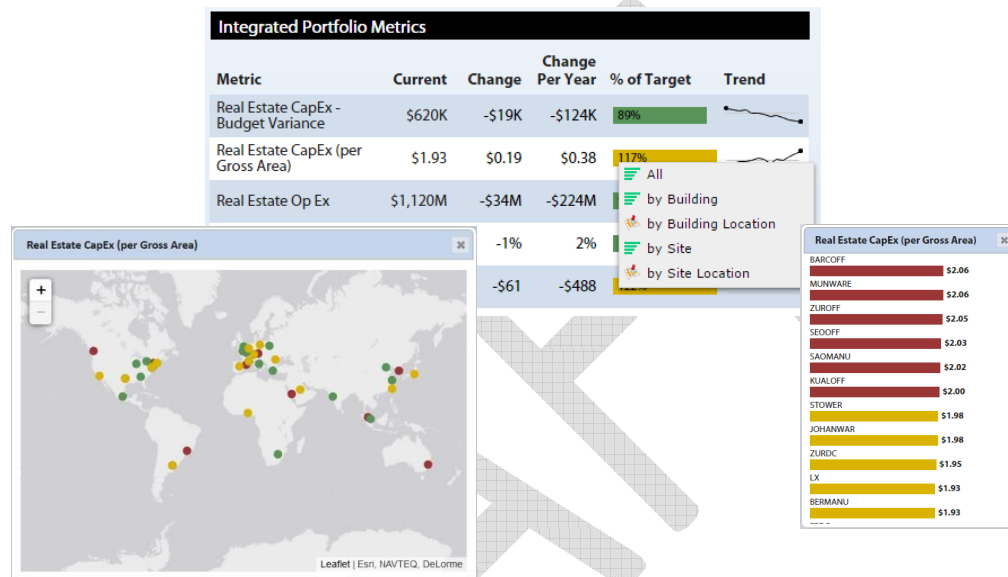 Integrated Portfolio Metrics
Change
Metric Current Change Per Year % of Target Trend
Real Estate CapEx -
Budget Variance $620K -$19K -$124K 89%
Real Estate CapEx (per
Gross Area) $1.93 $0.19 $0.38 117%
Real Estate Op Ex $1,120M -$34M -$224M
-1% 2%
-$61 -$488
All
by Building
by Building Location
by Site
by Site Location
Real Estate CapEx (per Gross Area)
+
−
Leaflet | Esri, NAVTEQ, DeLorme
Real Estate CapEx (per Gross Area)
BARCOFF
$2.06
MUNWARE
$2.06
ZUROFF
$2.05
SEOOFF
$2.03
SAOMANU
$2.02
KUALOFF
$2.00
STOWER
$1.98
JOHANWAR
$1.98
ZURDC
$1.95
LX
$1.93
BERMANU
$1.93